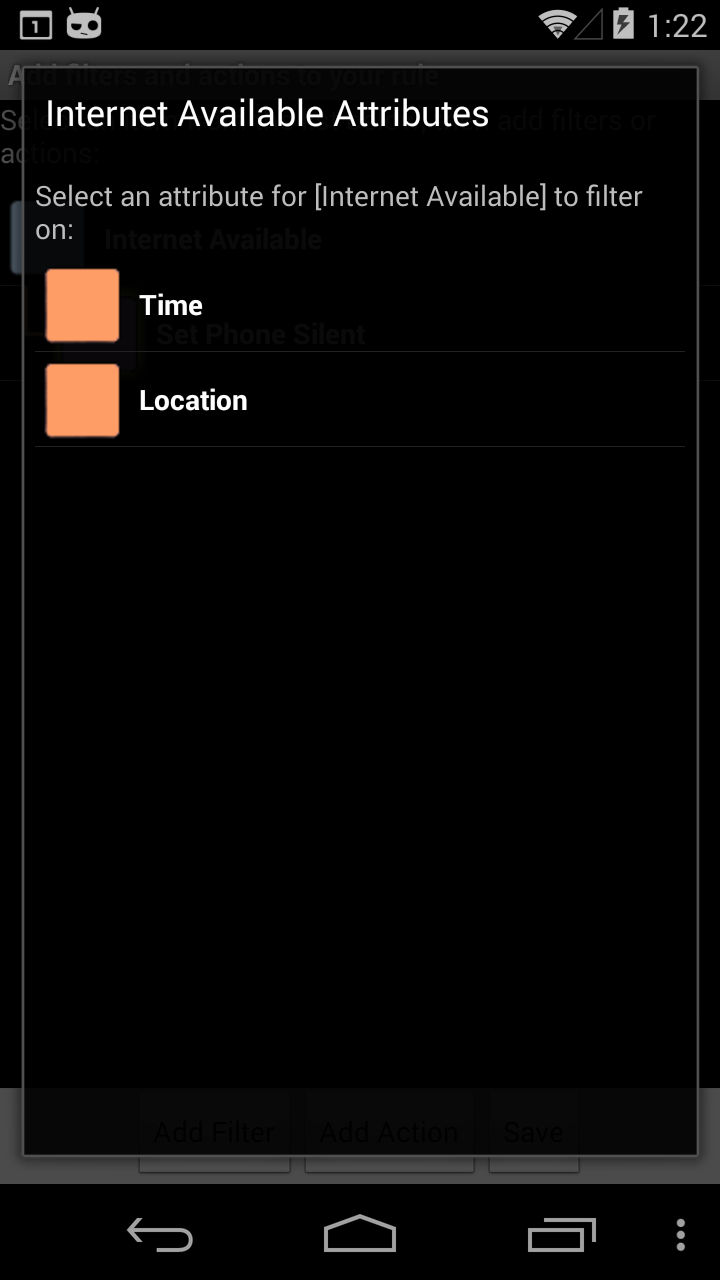 1
1:22
Add filters and actions to your rule
Internet Available Attributes
add filters or
actions:
Select an attribute for [Internet Available] to filter
on:
Internet Available
Time
Set Phone Silent
Location
Add Filter
Add Action
Save